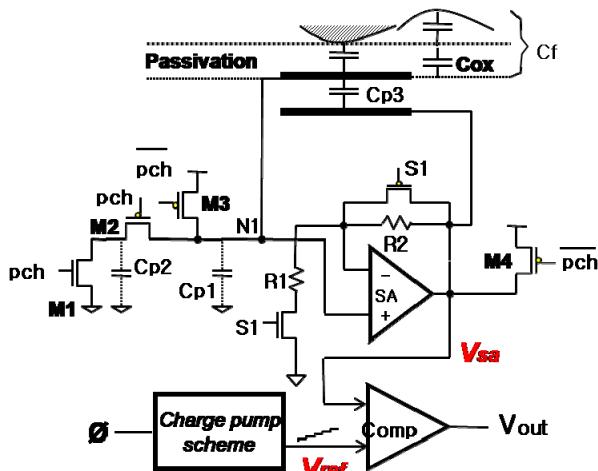 Cf
Passivation
Cox
Cp3
pch
S1
pch
M3
M2
N1
R2
M4
pch
pch
Cp2
Cp1
R1
−
SA
+
M1
S1
Vsa
Ø
Charge pump
scheme
Comp
Vout
Vref